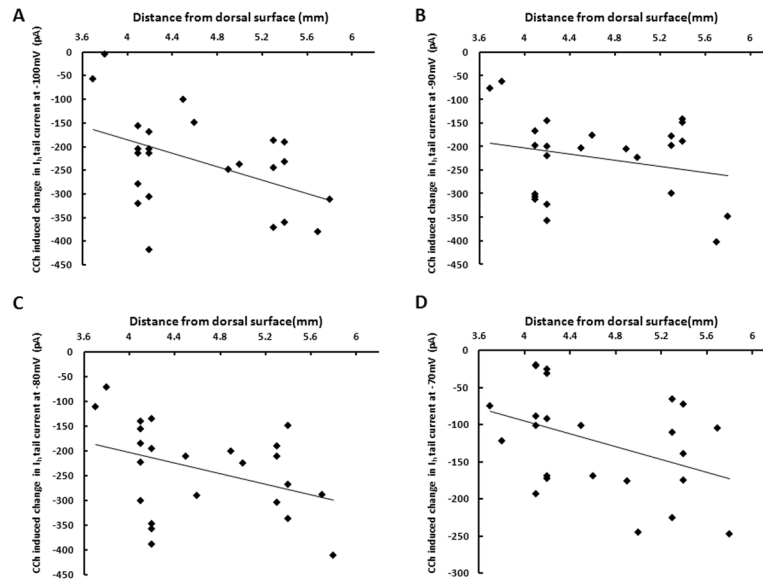 A
Distance from dorsal surface (mm)
3.6 4 4.4 4.8 5.2 5.6 6
0
-50
-100
-150
-200
-250
-300
-350
-400
-450
CCh induced change in Ih tail current at -100mV (pA)
B
Distance from dorsal surface (mm)
3.6 4 4.4 4.8 5.2 5.6 6
0
-50
-100
-150
-200
-250
-300
-350
-400
-450
CCh induced change in Ih tail current at -90mV (pA)
C
Distance from dorsal surface(mm)
3.6 4 4.4 4.8 5.2 5.6 6
0
-50
-100
-150
-200
-250
-300
-350
-400
-450
CCh induced change in Ih tail current at -80mV (pA)
D
Distance from dorsal surface(mm)
3.6 4 4.4 4.8 5.2 5.6 6
0
-50
-100
-150
-200
-250
-300
CCh induced change in Ih tail current at -70mV (pA)